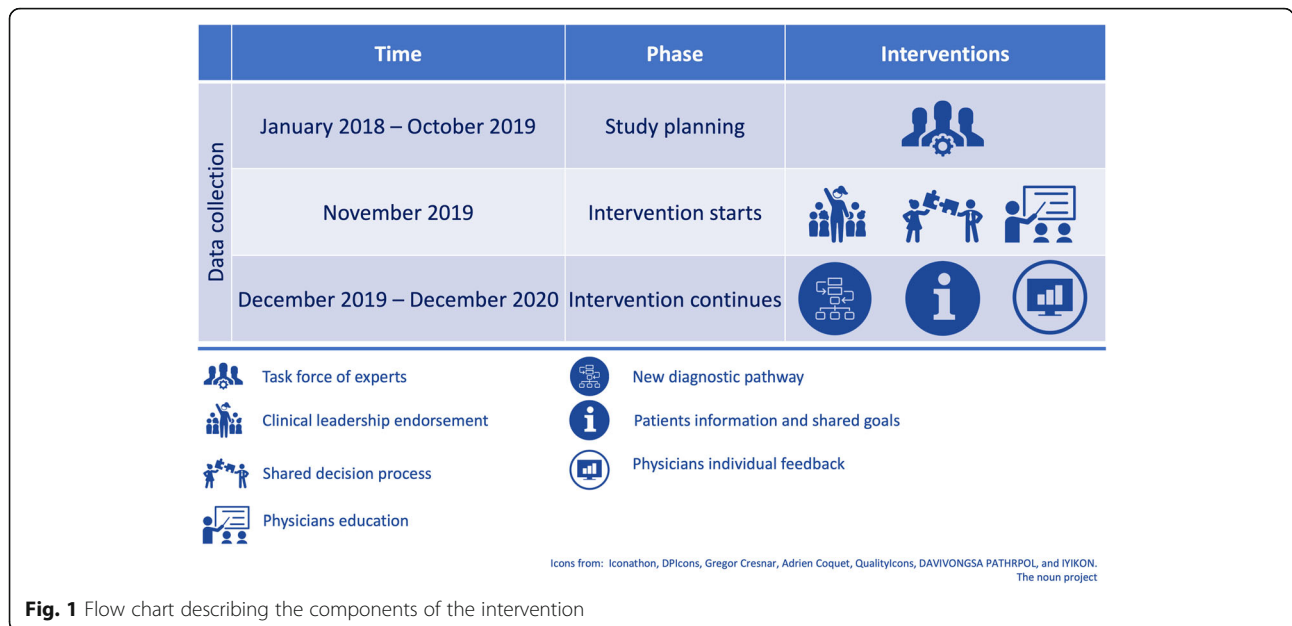 Time Phase Interventions
Data collection
January 2018 – October 2019 Study planning
November 2019 Intervention starts
December 2019 – December 2020 Intervention continues
Task force of experts
Clinical leadership endorsement
Shared decision process
Physicians education
New diagnostic pathway
Patients information and shared goals
Physicians individual feedback
Icons from: Iconathon, DPIcons, Gregor Cresnar, Adrien Coquet, QualityIcons, DAVIVONGSA PATHRPOL, and IYIKON.
The noun project
Fig. 1 Flow chart describing the components of the intervention